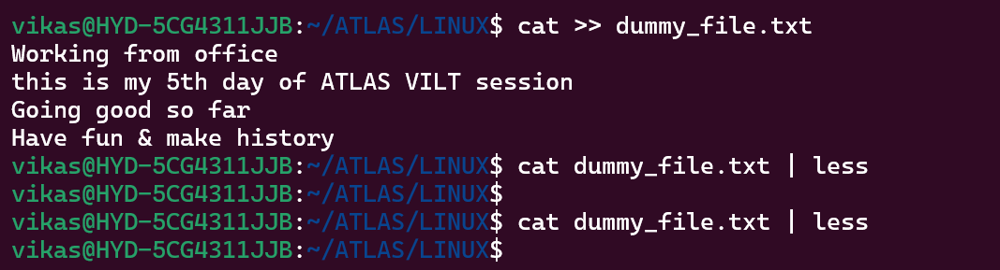 vikas@HYD-5CG4311JJB:~/ATLAS/LINUX$ cat >> dummy_file.txt
Working from office
this is my 5th day of ATLAS VILT session
Going good so far
Have fun & make history
vikas@HYD-5CG4311JJB:~/ATLAS/LINUX$ cat dummy_file.txt | less
vikas@HYD-5CG4311JJB:~/ATLAS/LINUX$
vikas@HYD-5CG4311JJB:~/ATLAS/LINUX$ cat dummy_file.txt | less
vikas@HYD-5CG4311JJB:~/ATLAS/LINUX$